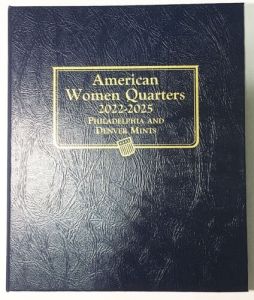 American
Women Quarters
2022-2025
Philadelphia and
Denver Mints